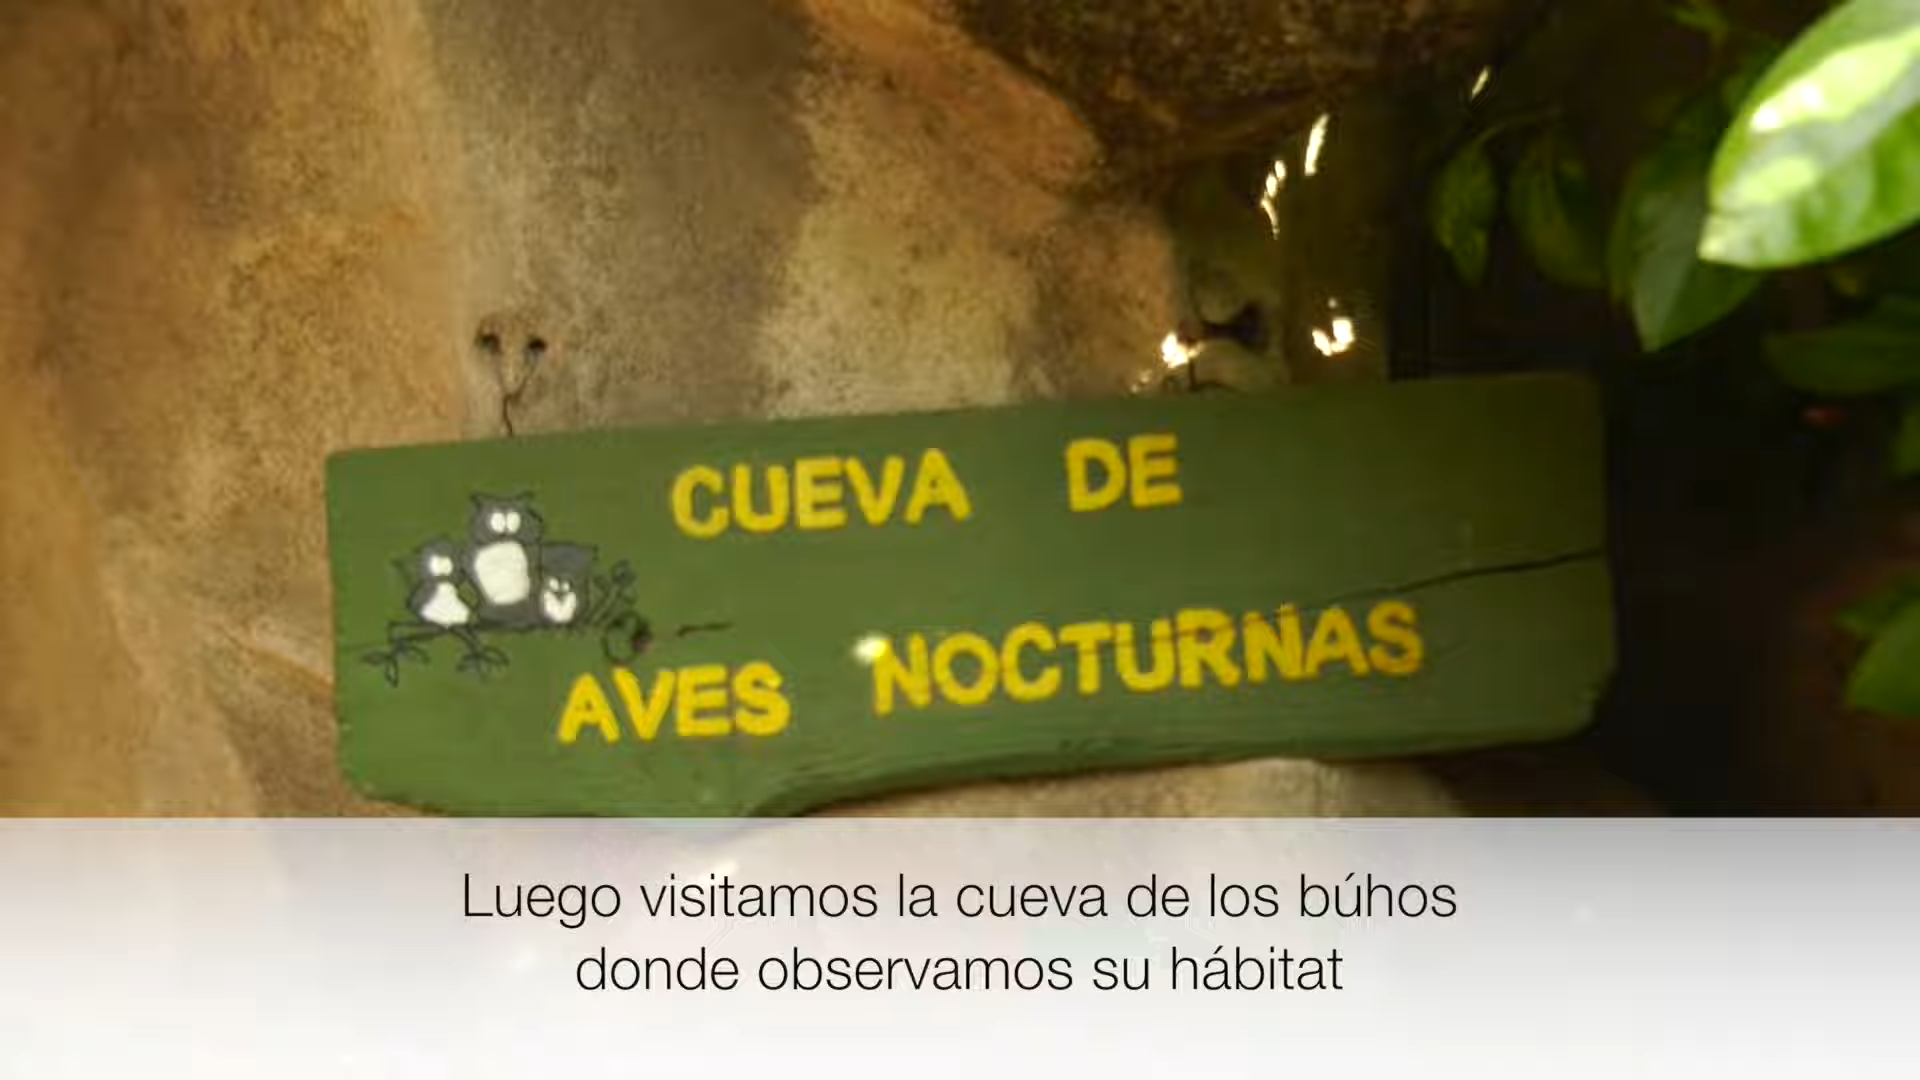 CUEVA DE
AVES NOCTURNAS
Luego visitamos la cueva de los búhos
donde observamos su hábitat